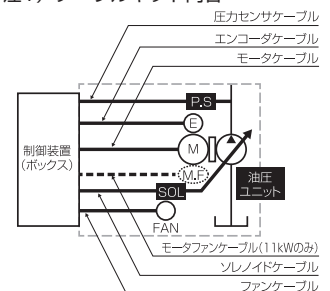 圧力センサケーブル
エンコーダケーブル
モータケーブル
P.S
E
制御装置
(ボックス)
M
M.F.
油圧
ユニット
SOL
FAN
モータファンケーブル(11kWのみ)
ソレノイドケーブル
ファンケーブル